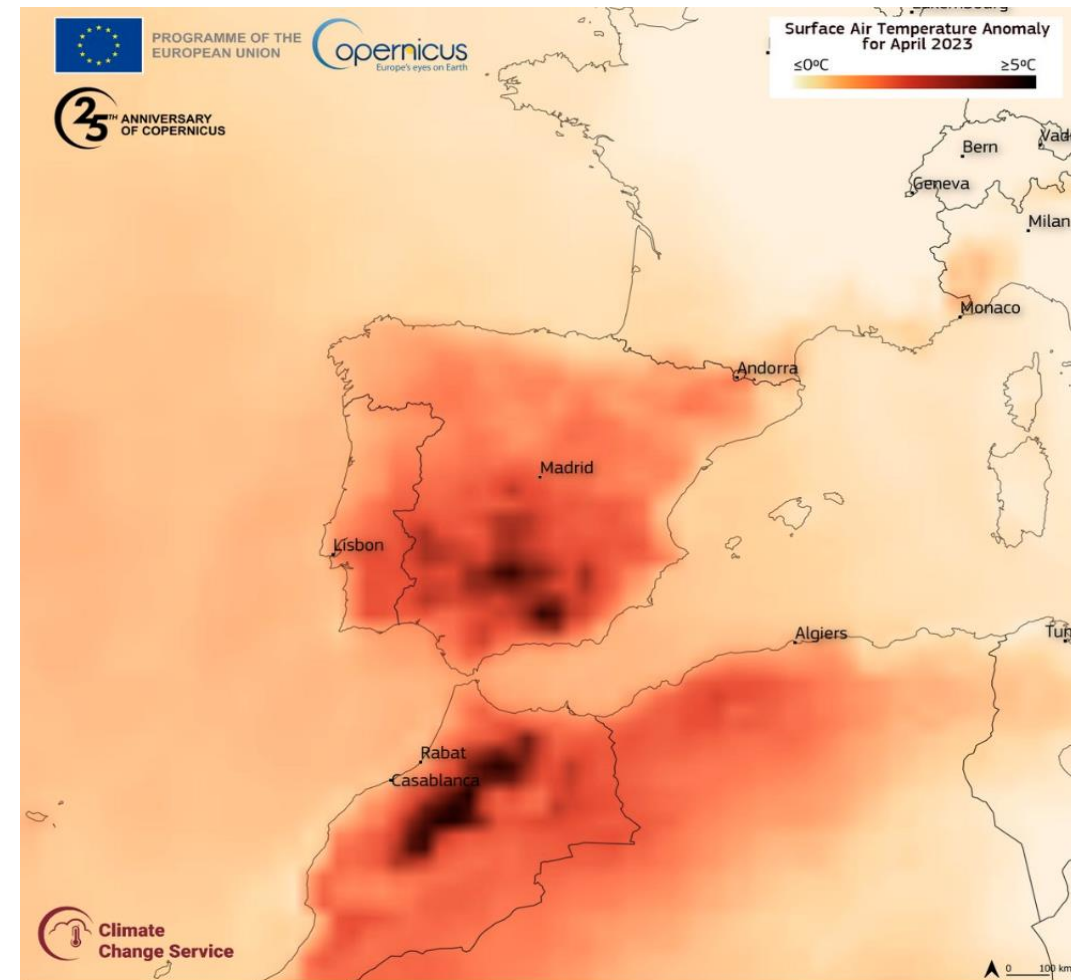 PROGRAMME OF THE
EUROPEAN UNION
Copernicus
Europe's eyes on Earth
25TH ANNIVERSARY
OF COPERNICUS
Surface Air Temperature Anomaly
for April 2023
≤0ºC ≥5ºC
Bern
Geneva
Milan
Monaco
Andorra
Madrid
Lisbon
Algiers
Tun
Rabat
Casablanca
Climate
Change Service
0 100 km